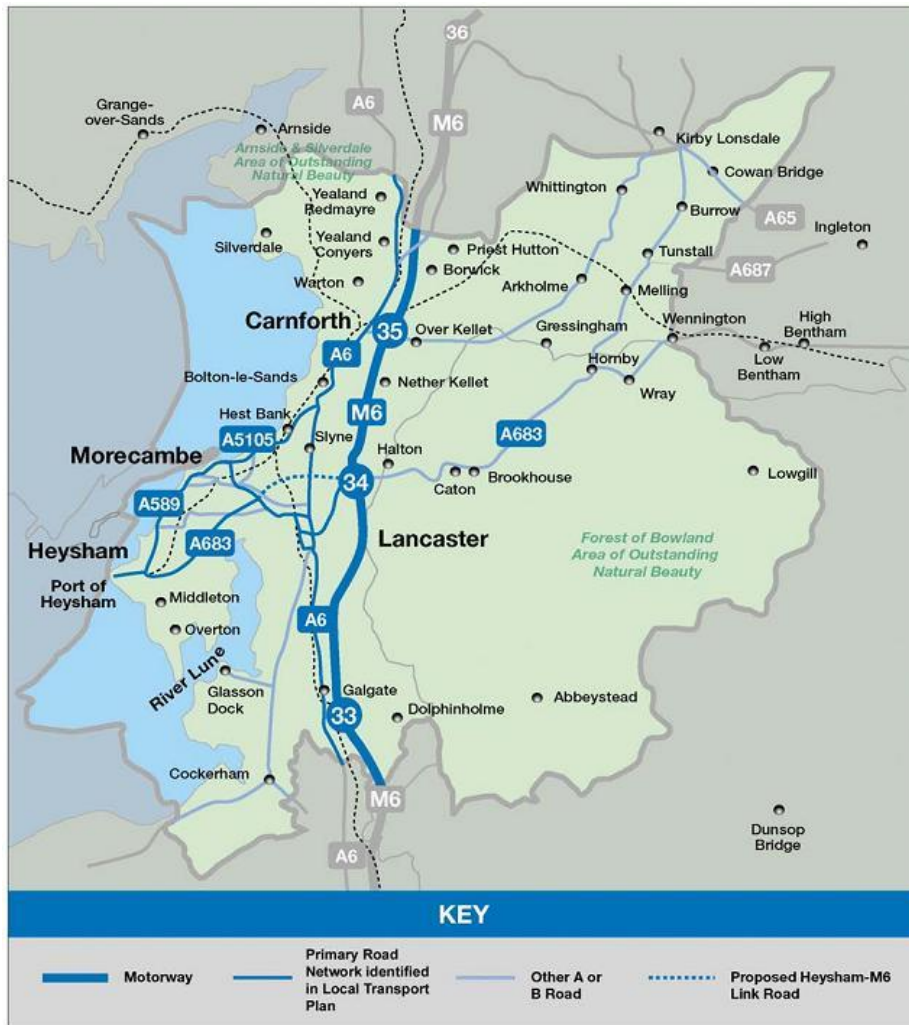 36
A6
M6
Grange-
over-Sands
Arnside
Arnside & Silverdale
Area of Outstanding
Natural Beauty
Kirby Lonsdale
Cowan Bridge
Whittington
Yealand
Redmayre
Burrow
A65
Ingleton
Silverdale
Yealand
Conyers
Priest Hutton
Tunstall
A687
Borwick
Warton
Arkholme
Melling
Carnforth
35
Over Kellet
Gressingham
Wennington
High
Bentham
Low
Bentham
A6
Bolton-le-Sands
Nether Kellet
Hornby
Wray
M6
Hest Bank
A5105
Slyne
A683
Morecambe
Halton
34
Caton
Brookhouse
Lowgill
A589
A683
Lancaster
Heysham
Forest of Bowland
Area of Outstanding
Natural Beauty
Port of
Heysham
Middleton
A6
Overton
River Lune
Glasson
Dock
Galgate
Abbeystead
33
Dolphinholme
Cockerham
M6
Dunsop
Bridge
A6
KEY
Motorway
Primary Road
Network identified
in Local Transport
Plan
Other A or
B Road
Proposed Heysham-M6
Link Road